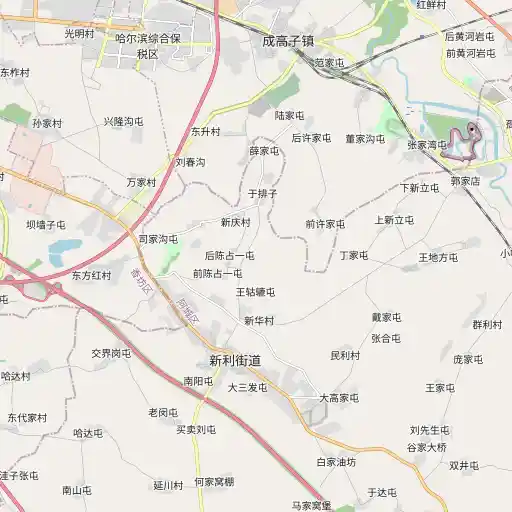 光明村
红鲜村
哈尔滨综合保
税区
成高子镇
后黄河岩屯
前黄河岩屯
范家屯
东柞村
孙家村
兴隆沟屯
陆家屯
东升村
后许家屯
董家沟屯
张家湾屯
薛家屯
刘春沟
万家村
于排子
下新立屯
郭家店
坝墙子屯
新庆村
前许家屯
上新立屯
司家沟屯
后陈占一屯
丁家屯
王地方屯
东方红村
前陈占一屯
香坊区
阿城区
新华村
戴家屯
群利村
张合屯
交界岗屯
新利街道
民利村
庞家屯
哈达村
南阳屯
大三发屯
王家屯
大高家屯
老闵屯
东代家村
哈达屯
买卖刘屯
刘先生屯
谷家大桥
白家油坊
双井屯
洼子张屯
南山屯
延川村
何家窝棚
于达屯
马家窝堡